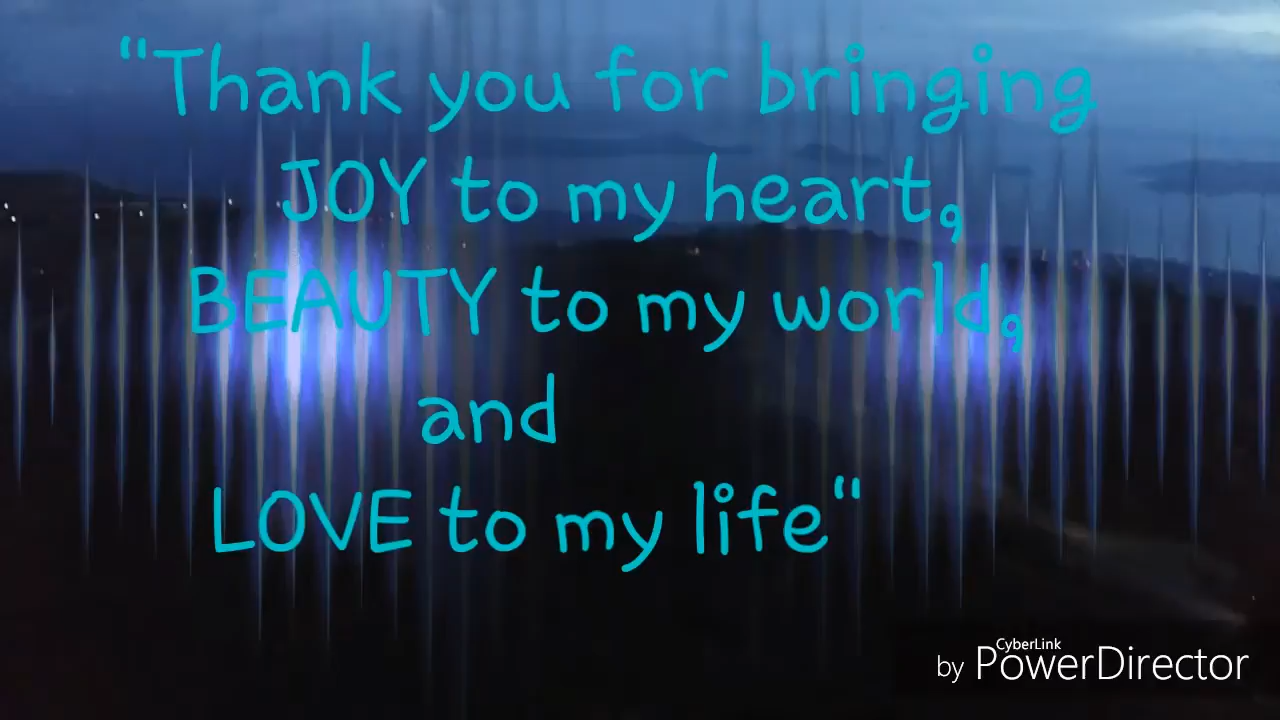 "Thank you for bringing
JOY to my heart,
BEAUTY to my world,
and
LOVE to my life"
CyberLink
by PowerDirector